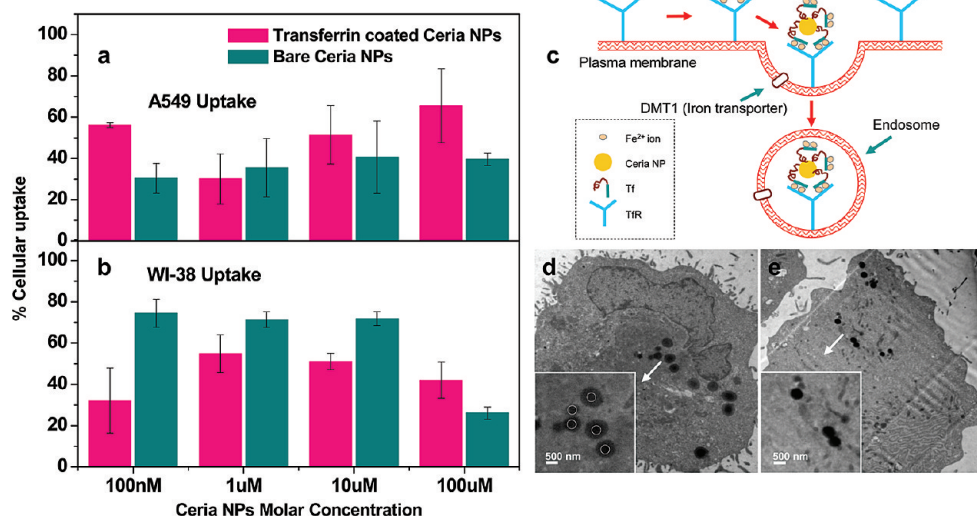 % Cellular uptake
100
80
60
40
20
0
a
Transferrin coated Ceria NPs
Bare Ceria NPs
A549 Uptake
100
80
60
40
20
0
b
WI-38 Uptake
100nM 1uM 10uM 100uM
Ceria NPs Molar Concentration
c
Plasma membrane
DMT1 (Iron transporter)
Endosome
Fe²⁺ ion
Ceria NP
Tf
TfR
d
500 nm
e
500 nm